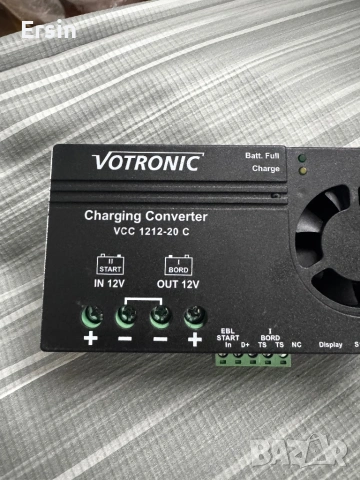 Ersin
VOTRONIC
Batt. Full
Charge
Charging Converter
VCC 1212-20 C
II
START
I
BORD
IN 12V
OUT 12V
+ − − +
EBL
START
In D+
I
BORD
TS TS
NC
Display
bazar